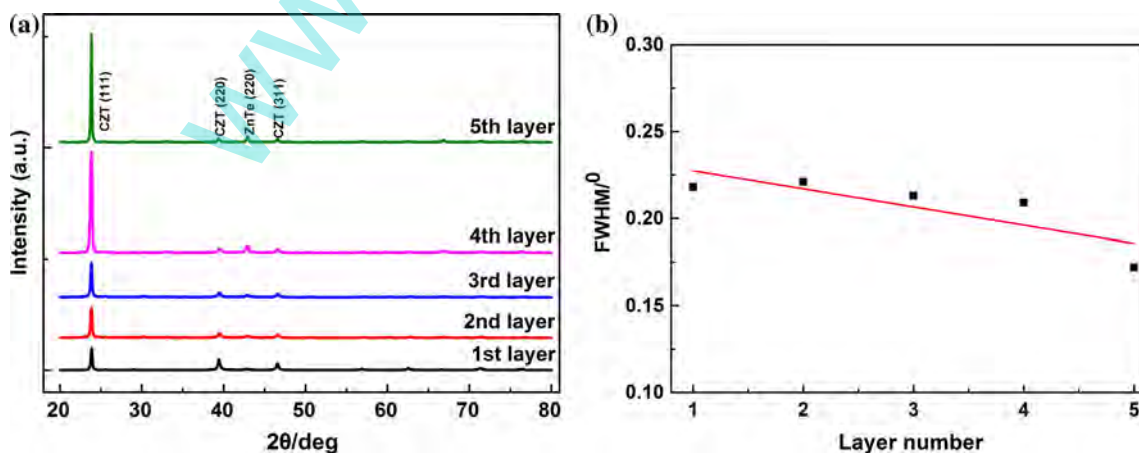 (a)
Intensity (a.u.)
CZT (111)
CZT (220)
ZnTe (220)
CZT (311)
5th layer
4th layer
3rd layer
2nd layer
1st layer
20 30 40 50 60 70 80
2θ/deg
(b)
FWHM/⁰
0.30
0.25
0.20
0.15
0.10
1 2 3 4 5
Layer number
WW